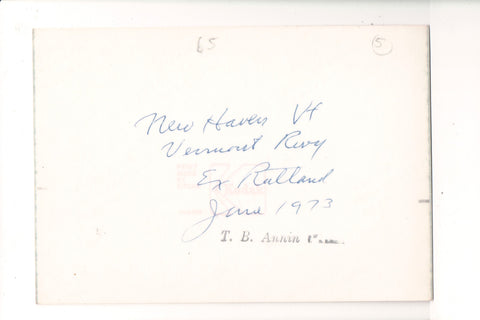 65 5
New Haven Vt
Vermont Rwy
Ex Rutland
June 1973
T. B. Annin